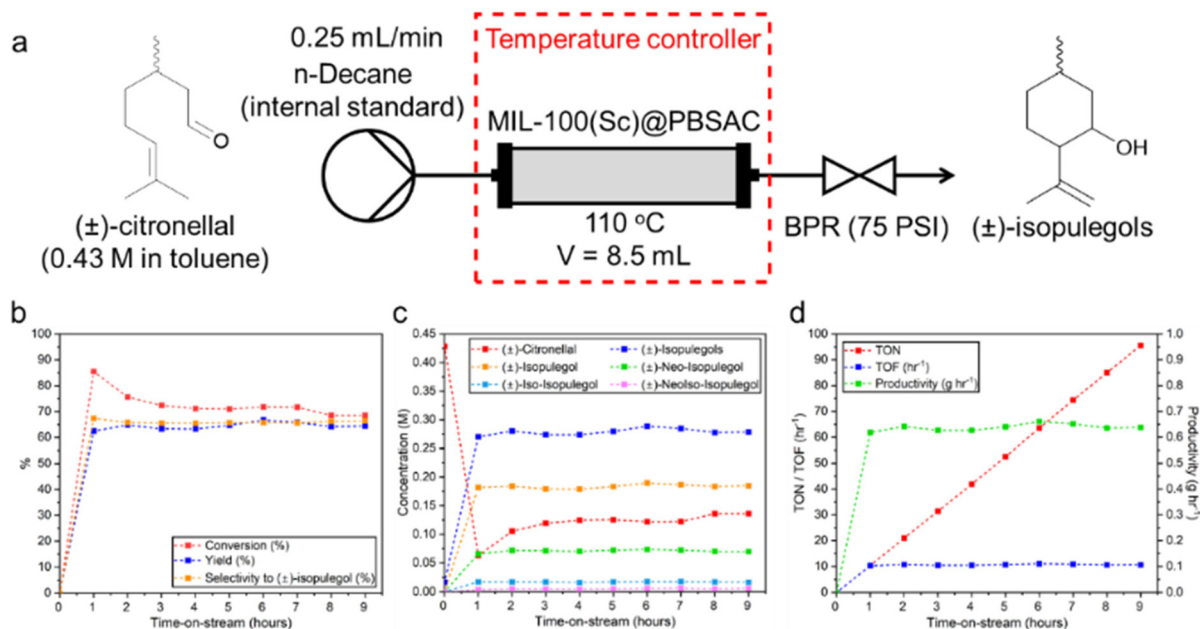 a
0.25 mL/min
n-Decane
(internal standard)
Temperature controller
MIL-100(Sc)@PBSAC
110 °C
V = 8.5 mL
BPR (75 PSI)
O
OH
(±)-citronellal
(0.43 M in toluene)
(±)-isopulegols
b
%
100
90
80
70
60
50
40
30
20
10
0
Conversion (%)
Yield (%)
Selectivity to (±)-isopulegol (%)
0 1 2 3 4 5 6 7 8 9
Time-on-stream (hours)
c
Concentration (M)
0.45
0.40
0.35
0.30
0.25
0.20
0.15
0.10
0.05
0.00
(±)-Citronellal
(±)-Isopulegols
(±)-Isopulegol
(±)-Neo-Isopulegol
(±)-Iso-Isopulegol
(±)-NeoIso-Isopulegol
0 1 2 3 4 5 6 7 8 9
Time-on-stream (hours)
d
TON / TOF (hr⁻¹)
100
90
80
70
60
50
40
30
20
10
0
TON
TOF (hr⁻¹)
Productivity (g hr⁻¹)
1.0
0.9
0.8
0.7
0.6
0.5
0.4
0.3
0.2
0.1
0.0
Productivity (g hr⁻¹)
0 1 2 3 4 5 6 7 8 9
Time-on-stream (hours)